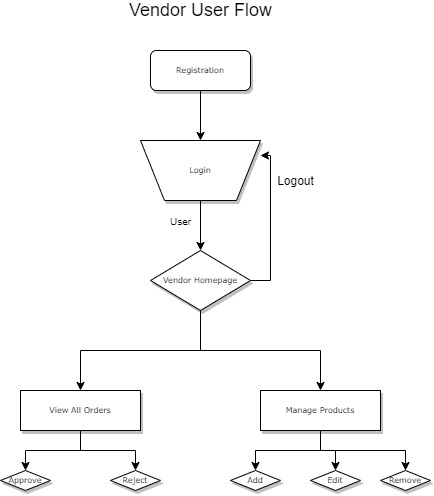 Vendor User Flow
Registration
Login
Logout
User
Vendor Homepage
View All Orders
Manage Products
Approve
Reject
Add
Edit
Remove